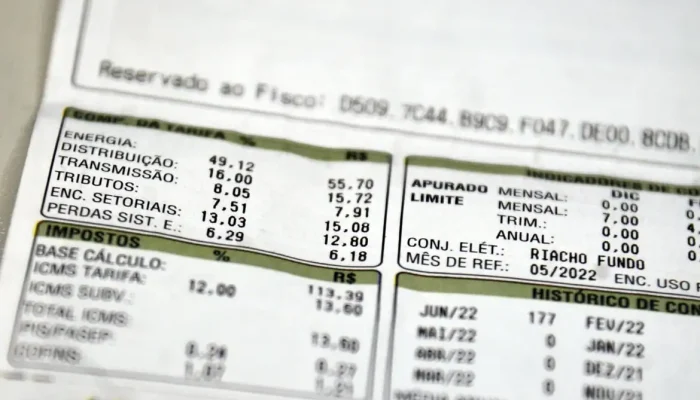 Reservado ao Fisco: D509.7C44.B9C9.F047.DE00.8CDB.
COMP. DA TARIFA % R$
ENERGIA: 49.12 55.70
DISTRIBUIÇÃO: 16.00 15.72
TRANSMISSÃO: 8.05 7.91
TRIBUTOS: 7.51 15.08
ENC. SETORIAIS: 13.03 12.80
PERDAS SIST. E.: 6.29 6.18
IMPOSTOS % R$
BASE CÁLCULO: 113.39
ICMS TARIFA: 12.00 13.60
ICMS SUBV.:
TOTAL ICMS: 13.60
PIS/PASEP:
COFINS:
INDICADORES DE
DIC
APURADO MENSAL: 0.00
LIMITE MENSAL: 7.00
TRIM.: 0.00
ANUAL: 0.00
CONJ. ELÉT.: RIACHO FUNDO
MÊS DE REF.: 05/2022 ENC. USO
HISTÓRICO DE CON
JUN/22 177 FEV/22
MAI/22 0 JAN/22
ABR/22 0 DEZ/21
0 NOV/21